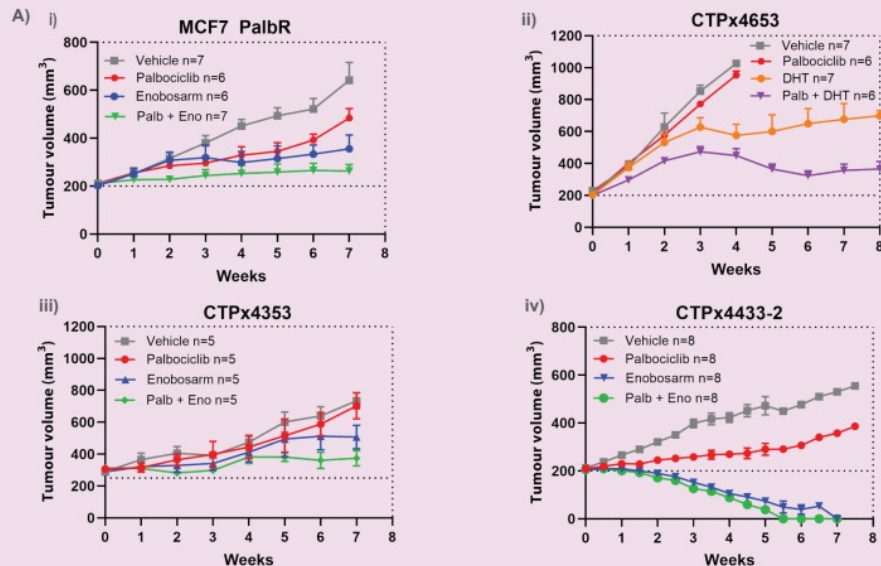 A)
i)
MCF7 PalbR
Tumour volume (mm³)
800
600
400
200
0
Vehicle n=7
Palbociclib n=6
Enobosarm n=6
Palb + Eno n=7
0 1 2 3 4 5 6 7 8
Weeks
ii)
CTPx4653
Tumour volume (mm³)
1200
1000
800
600
400
200
0
Vehicle n=7
Palbociclib n=6
DHT n=7
Palb + DHT n=6
0 1 2 3 4 5 6 7 8
Weeks
iii)
CTPx4353
Tumour volume (mm³)
1200
1000
800
600
400
200
0
Vehicle n=5
Palbociclib n=5
Enobosarm n=5
Palb + Eno n=5
0 1 2 3 4 5 6 7 8
Weeks
iv)
CTPx4433-2
Tumour volume (mm³)
800
600
400
200
0
Vehicle n=8
Palbociclib n=8
Enobosarm n=8
Palb + Eno n=8
0 1 2 3 4 5 6 7 8
Weeks